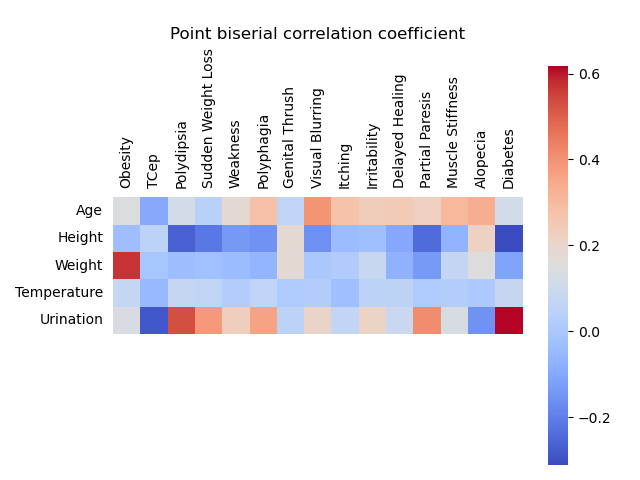 Point biserial correlation coefficient
Obesity
TCep
Polydipsia
Sudden Weight Loss
Weakness
Polyphagia
Genital Thrush
Visual Blurring
Itching
Irritability
Delayed Healing
Partial Paresis
Muscle Stiffness
Alopecia
Diabetes
Age
Height
Weight
Temperature
Urination
0.6
0.4
0.2
0.0
−0.2